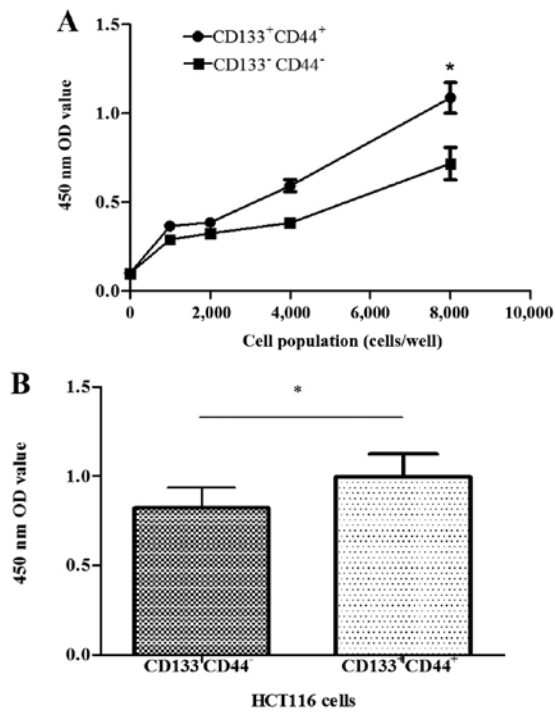 A
1.5
CD133⁺CD44⁺
CD133⁻ CD44⁻
*
1.0
450 nm OD value
0.5
0.0
0
2,000
4,000
6,000
8,000
10,000
Cell population (cells/well)
B
1.5
*
1.0
450 nm OD value
0.5
0.0
CD133⁻CD44⁻
CD133⁺CD44⁺
HCT116 cells